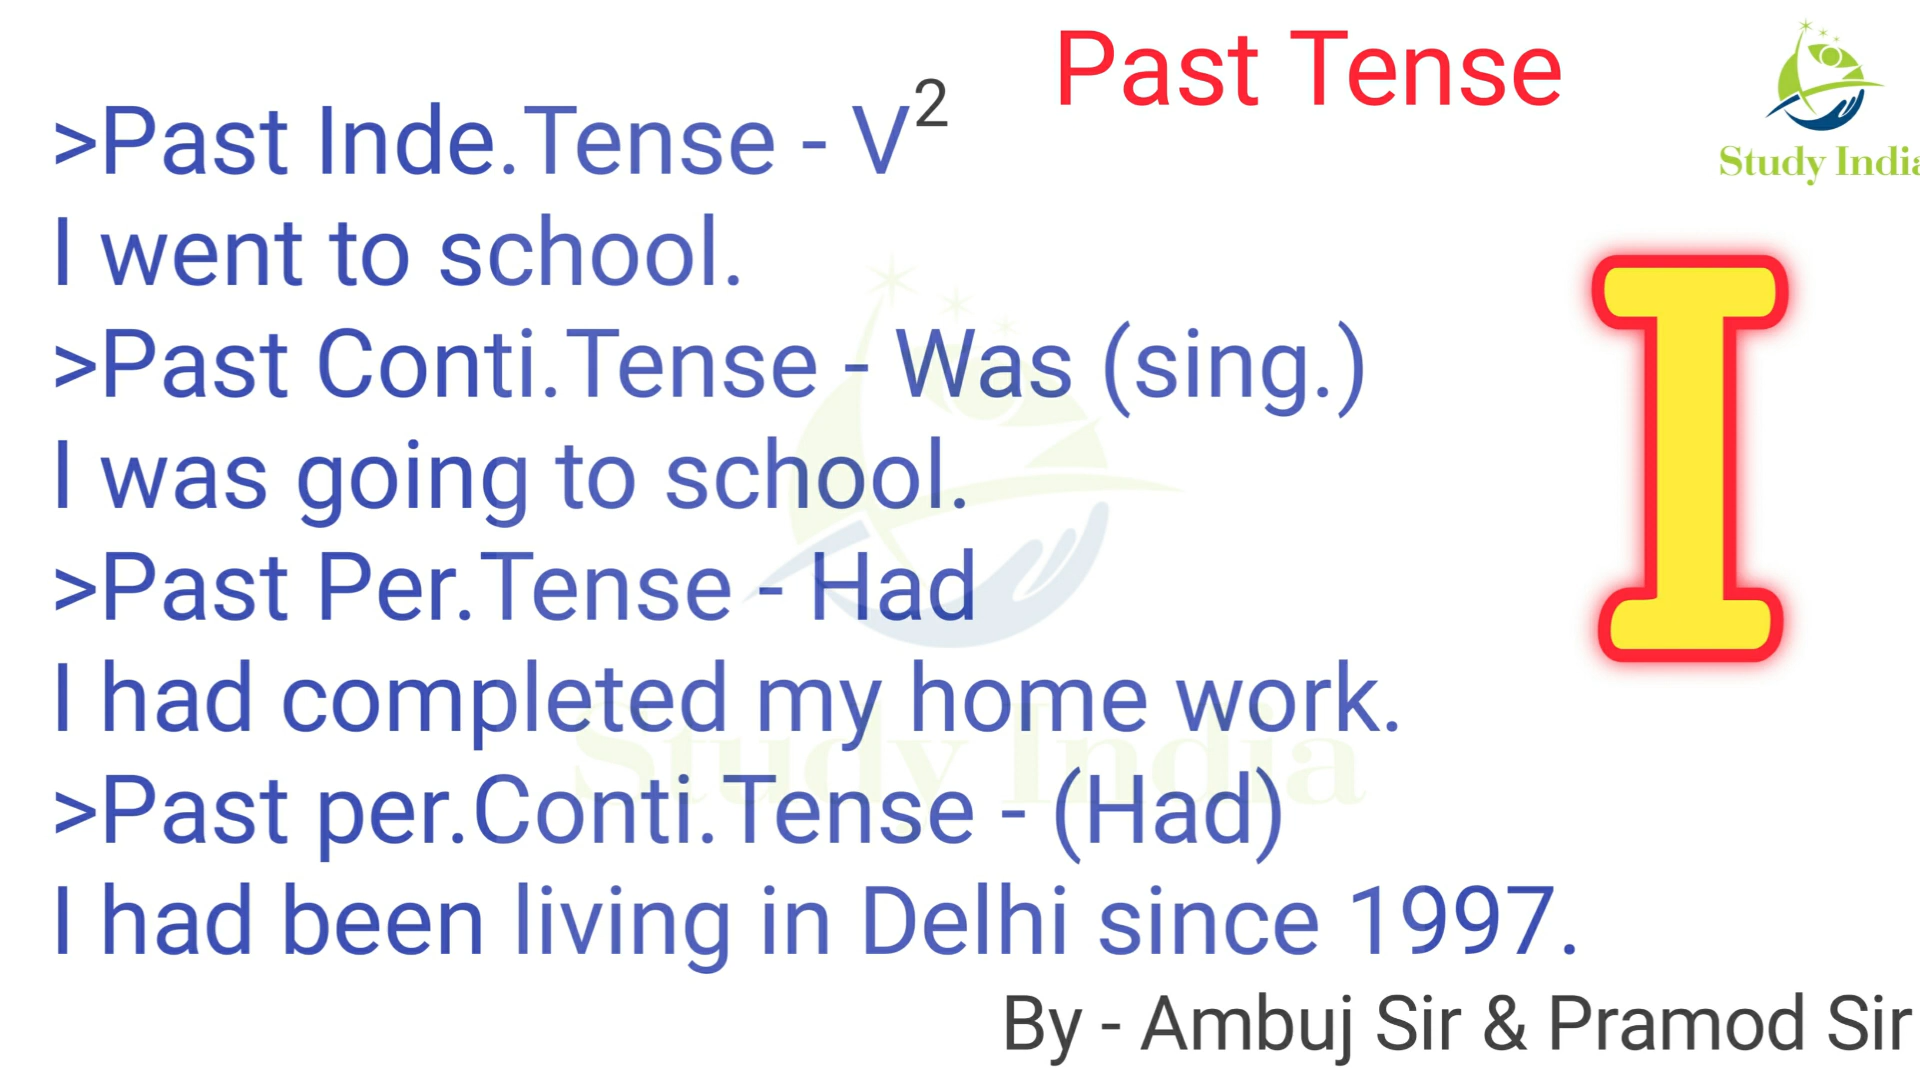 Past Tense
Study India
>Past Inde.Tense - V²
I went to school.
>Past Conti.Tense - Was (sing.)
I was going to school.
>Past Per.Tense - Had
I had completed my home work.
>Past per.Conti.Tense - (Had)
I had been living in Delhi since 1997.
I
Study India
By - Ambuj Sir & Pramod Sir